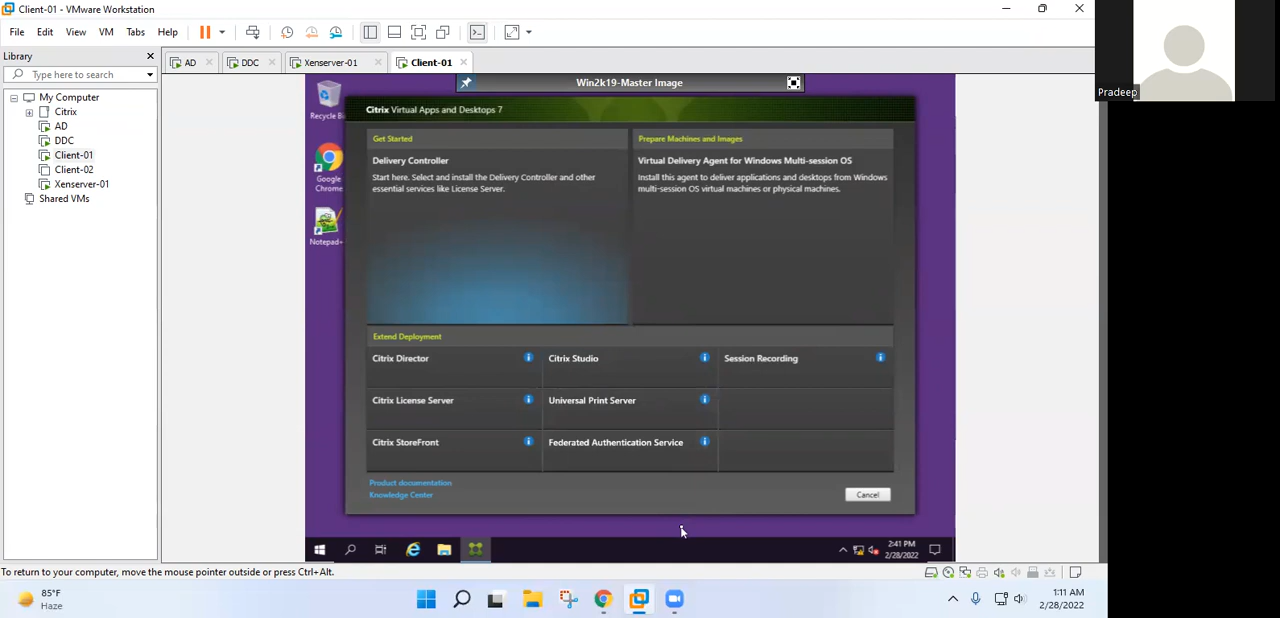 Client-01 - VMware Workstation
File Edit View VM Tabs Help
Library
Type here to search
My Computer
Citrix
AD
DDC
Client-01
Client-02
Xenserver-01
Shared VMs
AD DDC Xenserver-01 Client-01
Win2k19-Master Image
Recycle B
Google
Chrome
Notepad+
Citrix Virtual Apps and Desktops 7
Get Started
Delivery Controller
Start here. Select and install the Delivery Controller and other
essential services like License Server.
Prepare Machines and Images
Virtual Delivery Agent for Windows Multi-session OS
Install this agent to deliver applications and desktops from Windows
multi-session OS virtual machines or physical machines.
Extend Deployment
Citrix Director
Citrix Studio
Session Recording
Citrix License Server
Universal Print Server
Citrix StoreFront
Federated Authentication Service
Product documentation
Knowledge Center
Cancel
2:41 PM
2/28/2022
To return to your computer, move the mouse pointer outside or press Ctrl+Alt.
85°F
Haze
1:11 AM
2/28/2022
Pradeep